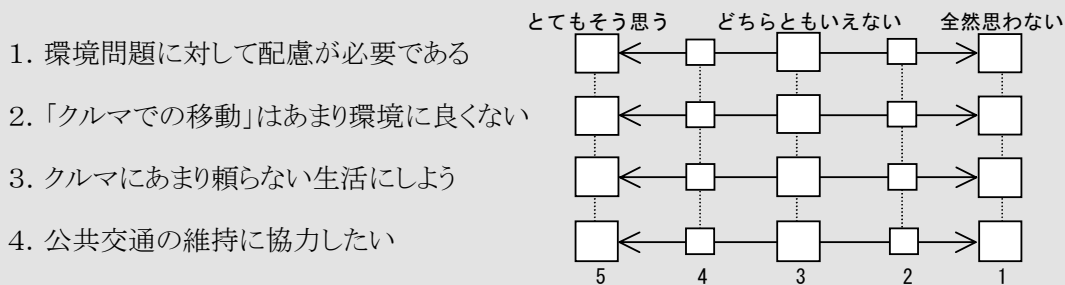 とてもそう思う　どちらともいえない　全然思わない
1. 環境問題に対して配慮が必要である
2. 「クルマでの移動」はあまり環境に良くない
3. クルマにあまり頼らない生活にしよう
4. 公共交通の維持に協力したい
5 4 3 2 1